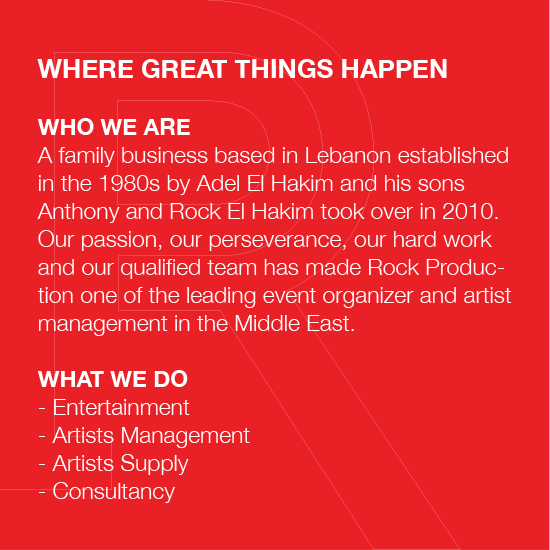 WHERE GREAT THINGS HAPPEN
WHO WE ARE
A family business based in Lebanon established
in the 1980s by Adel El Hakim and his sons
Anthony and Rock El Hakim took over in 2010.
Our passion, our perseverance, our hard work
and our qualified team has made Rock Produc-
tion one of the leading event organizer and artist
management in the Middle East.
WHAT WE DO
- Entertainment
- Artists Management
- Artists Supply
- Consultancy